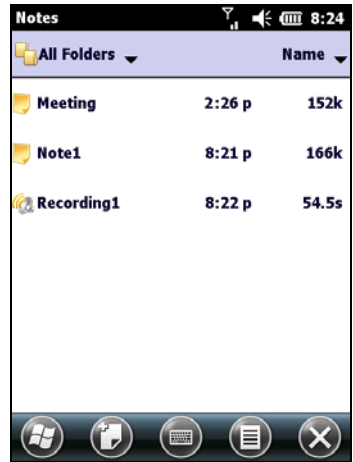 Notes 8:24
All Folders Name
Meeting 2:26 p 152k
Note1 8:21 p 166k
Recording1 8:22 p 54.5s